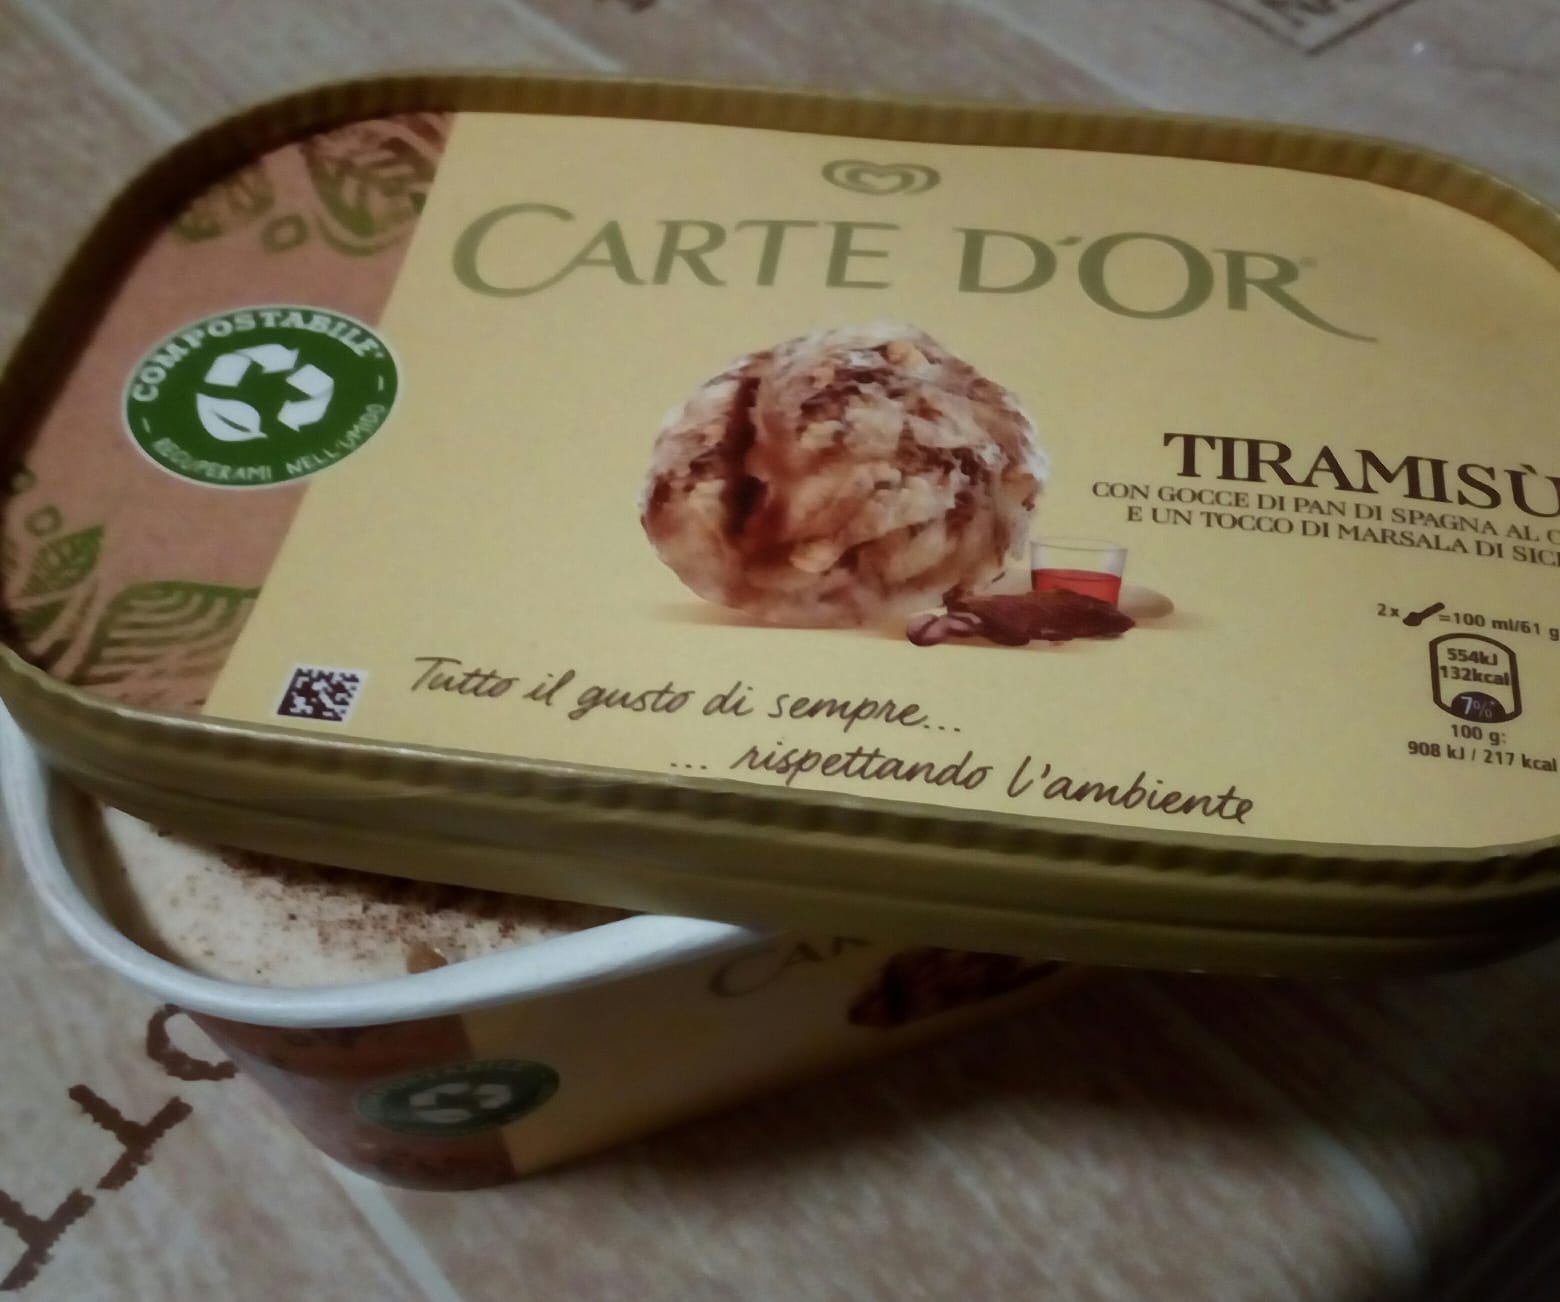 CARTE D'OR
COMPOSTABILE*
RECUPERAMI NELL'UMIDO
TIRAMISÙ
CON GOCCE DI PAN DI SPAGNA AL
E UN TOCCO DI MARSALA DI
2x =100 ml/61 g
554kJ
132kcal
7%*
100 g:
908 kJ / 217 kcal
Tutto il gusto di sempre...
... rispettando l'ambiente